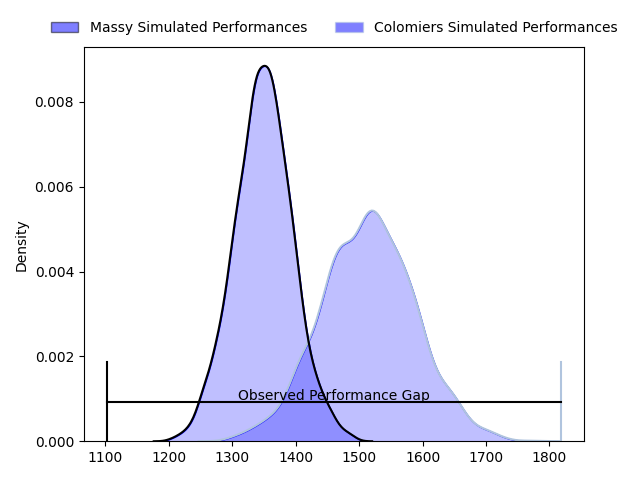 Massy Simulated Performances
Colomiers Simulated Performances
Density
0.008
0.006
0.004
0.002
0.000
Observed Performance Gap
1100 1200 1300 1400 1500 1600 1700 1800